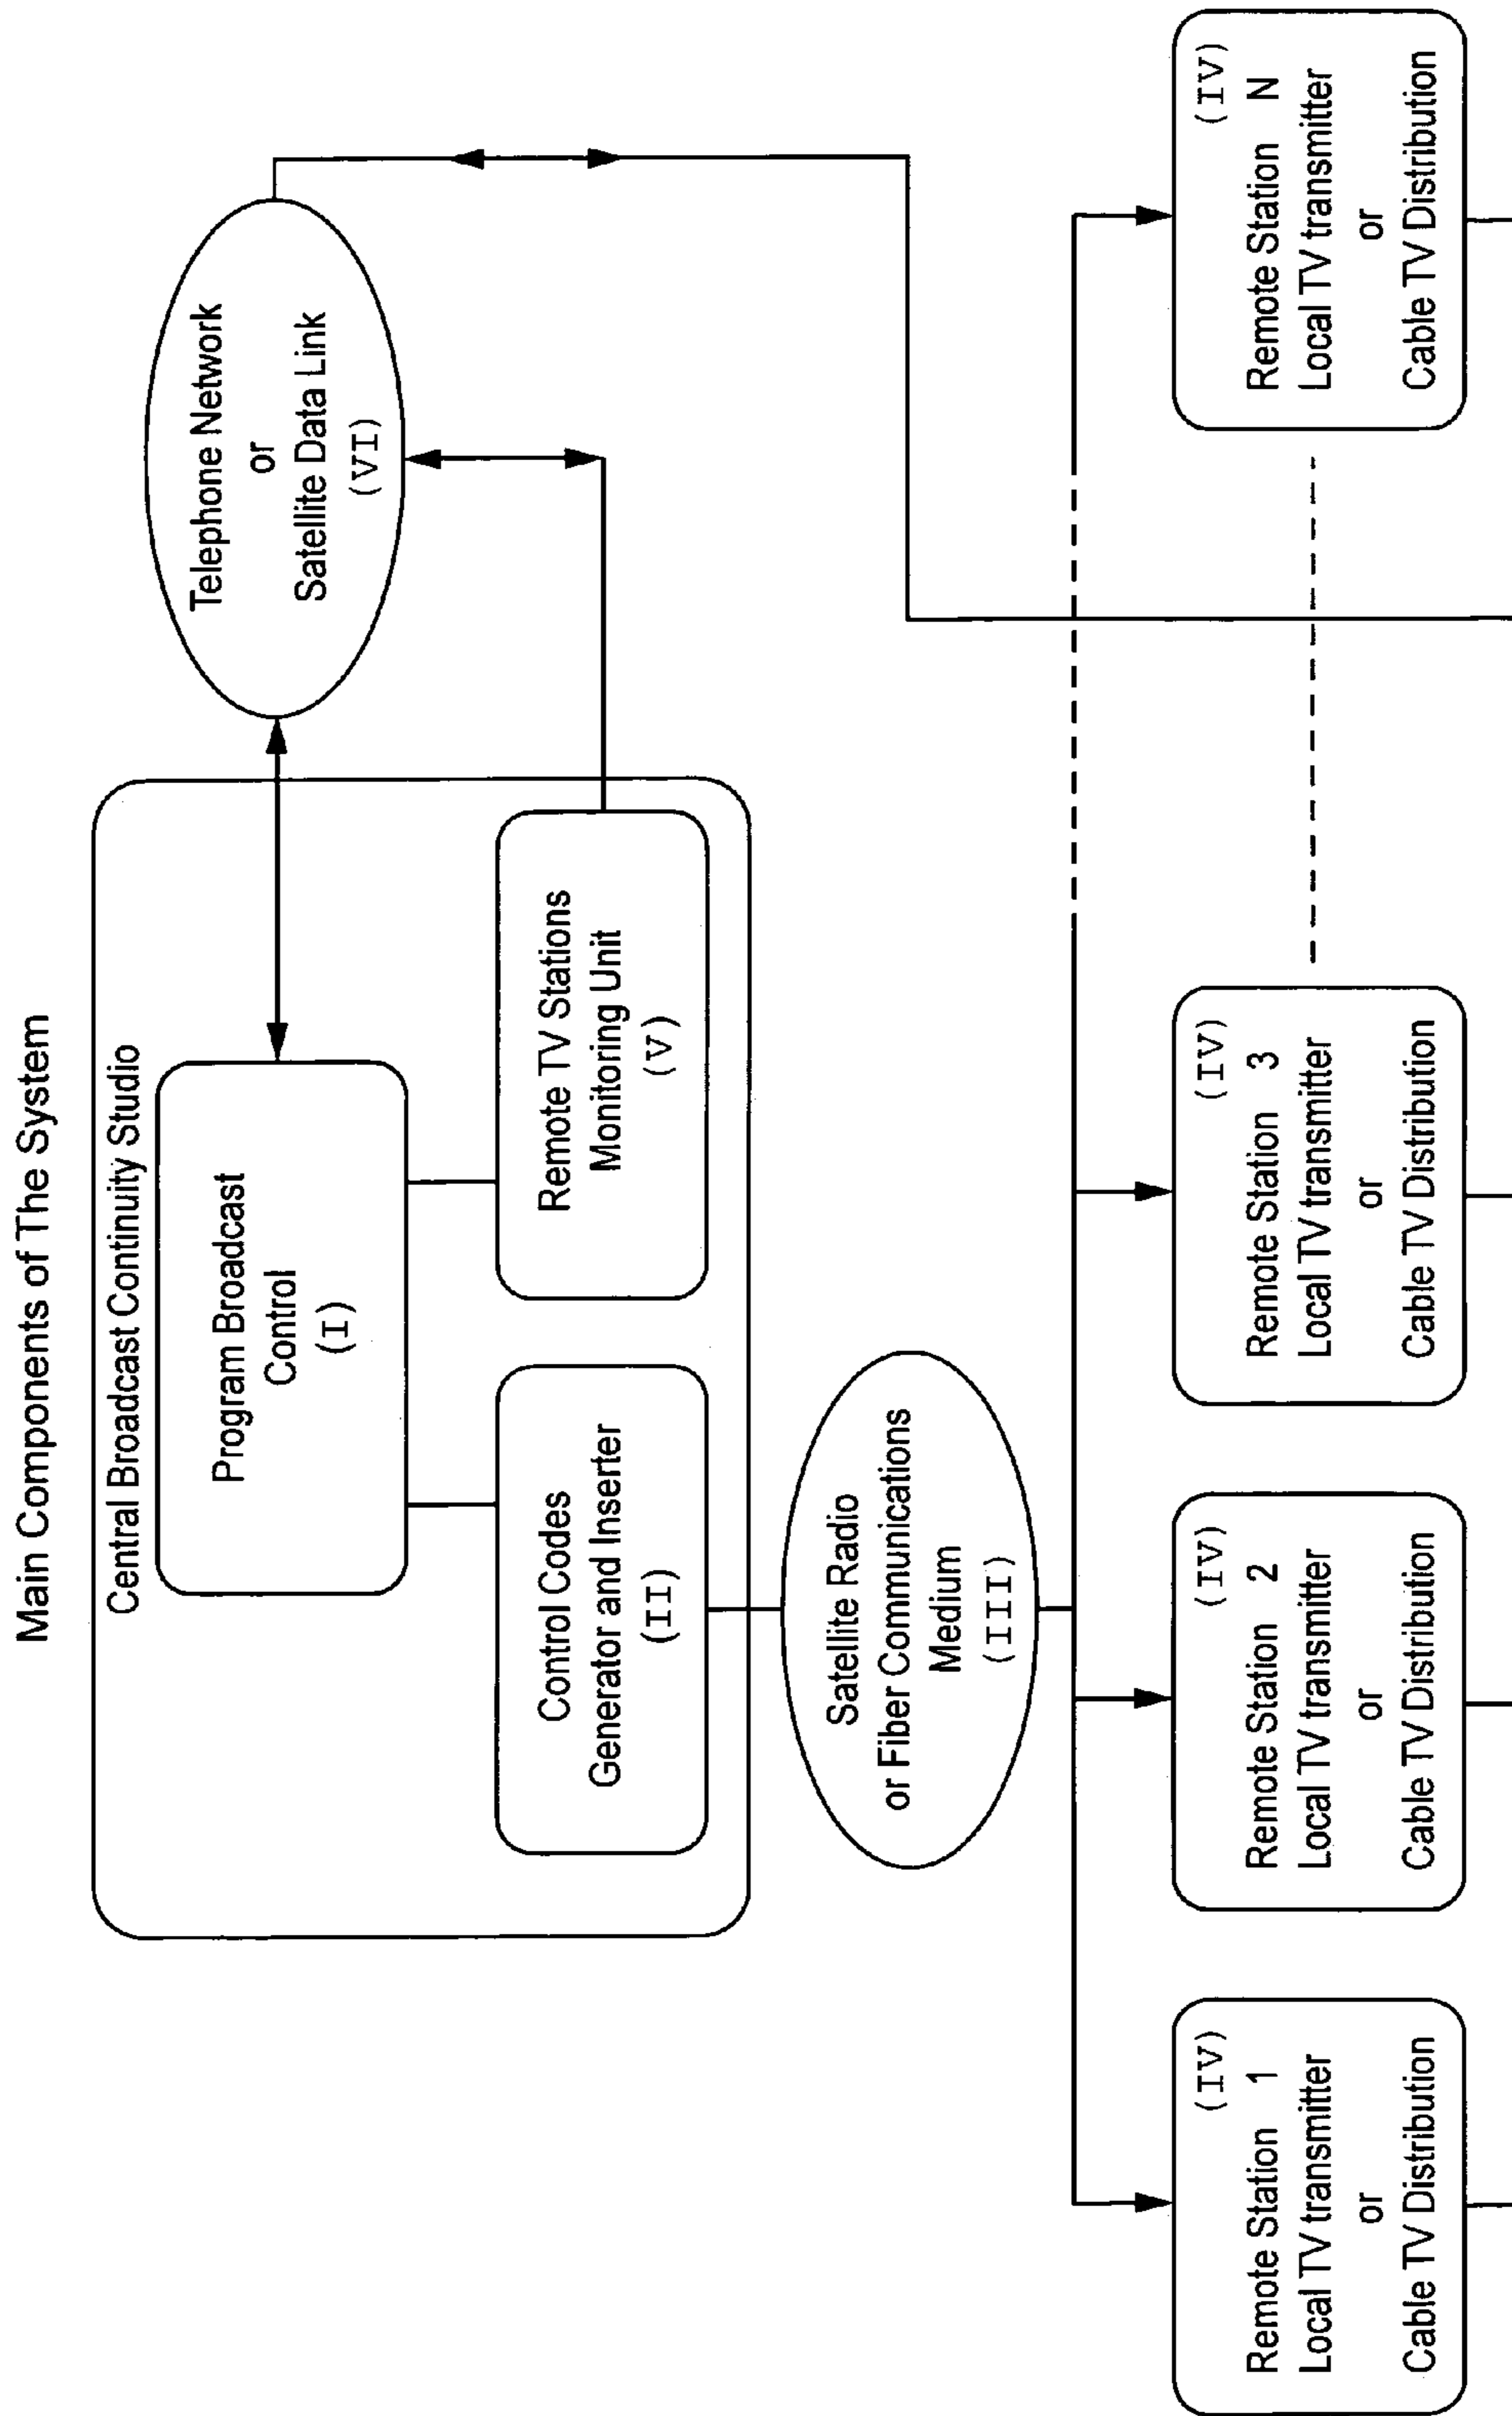 Main Components of The System
Central Broadcast Continuity Studio
Program Broadcast
Control
(I)
Control Codes
Generator and Inserter
(II)
Remote TV Stations
Monitoring Unit
(V)
Telephone Network
or
Satellite Data Link
(VI)
Satellite Radio
or Fiber Communications
Medium
(III)
(IV)
Remote Station 1
Local TV transmitter
or
Cable TV Distribution
(IV)
Remote Station 2
Local TV transmitter
or
Cable TV Distribution
(IV)
Remote Station 3
Local TV transmitter
or
Cable TV Distribution
(IV)
Remote Station N
Local TV transmitter
or
Cable TV Distribution